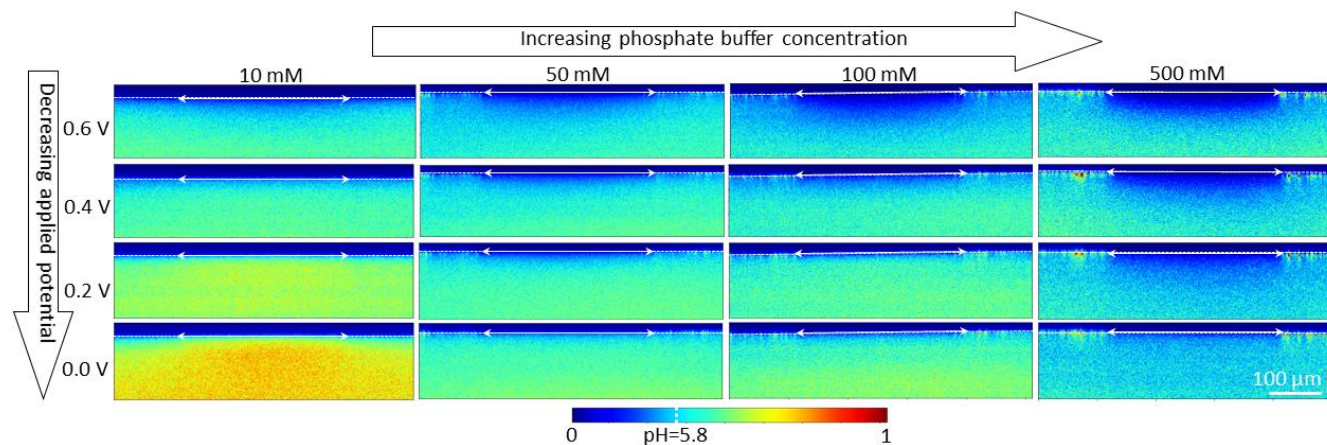 Increasing phosphate buffer concentration
Decreasing applied potential
10 mM
50 mM
100 mM
500 mM
0.6 V
0.4 V
0.2 V
0.0 V
100 µm
0
pH=5.8
1